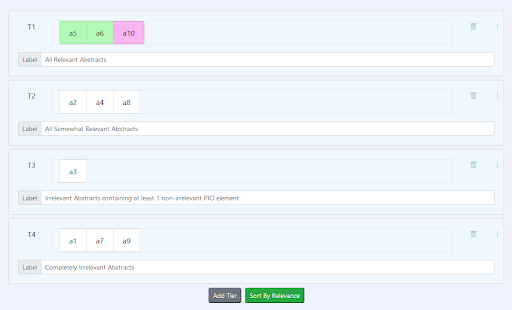 T1 a5 a6 a10
Label All Relevant Abstracts
T2 a2 a4 a8
Label All Somewhat Relevant Abstracts
T3 a3
Label Irrelevant Abstracts containing at least 1 non-irrelevant PIO element
T4 a1 a7 a9
Label Completely Irrelevant Abstracts
Add Tier Sort By Relevance